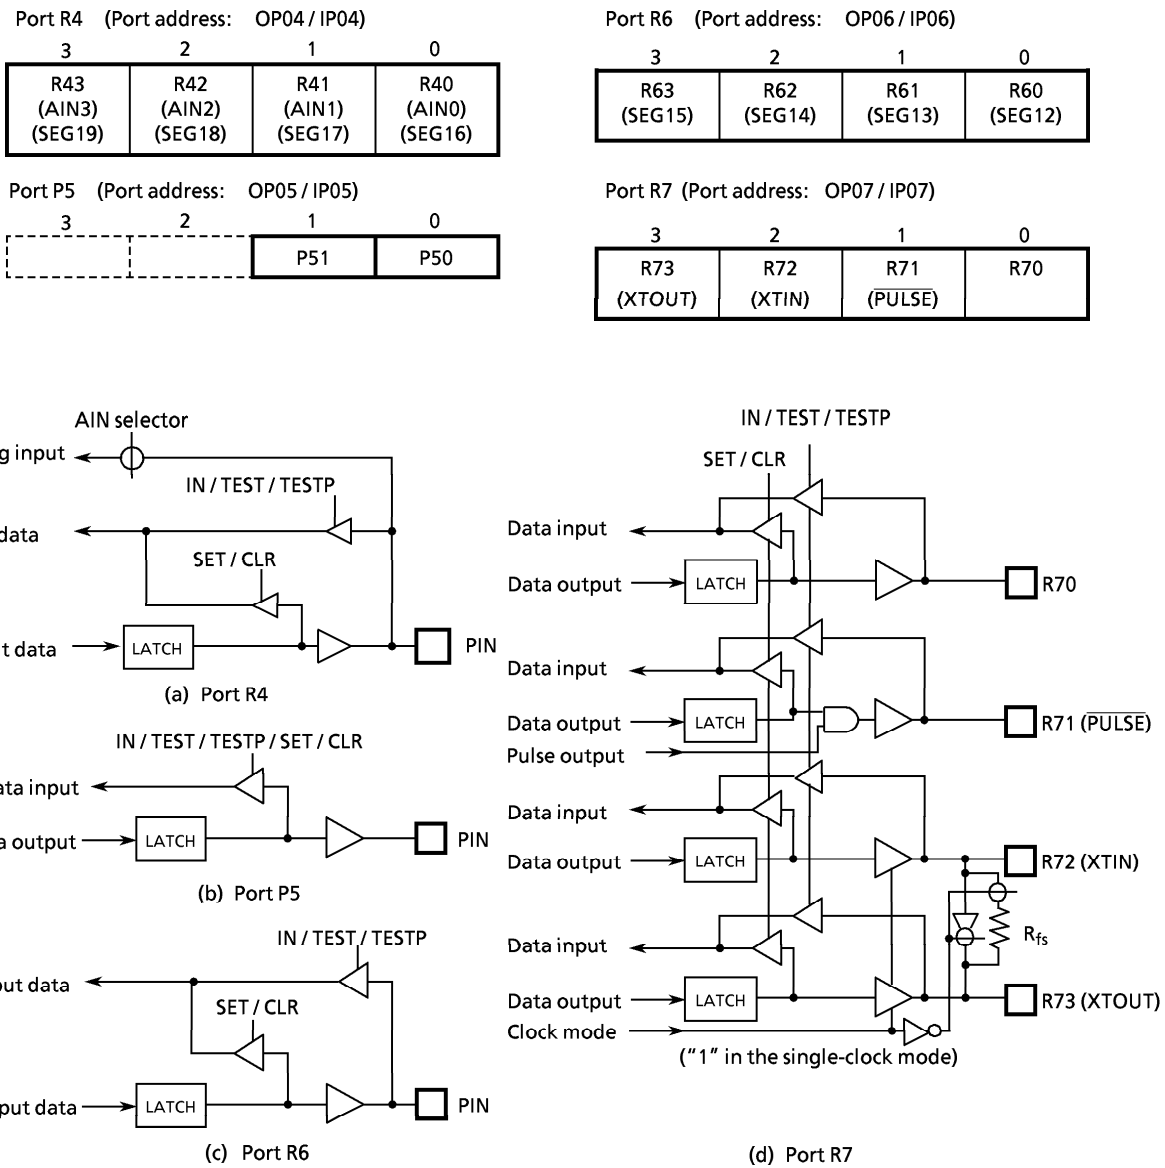 Port R4 (Port address: OP04 / IP04)
3 2 1 0
R43 R42 R41 R40
(AIN3) (AIN2) (AIN1) (AIN0)
(SEG19) (SEG18) (SEG17) (SEG16)
Port R6 (Port address: OP06 / IP06)
3 2 1 0
R63 R62 R61 R60
(SEG15) (SEG14) (SEG13) (SEG12)
Port P5 (Port address: OP05 / IP05)
3 2 1 0
P51 P50
Port R7 (Port address: OP07 / IP07)
3 2 1 0
R73 R72 R71 R70
(XTOUT) (XTIN) (PULSE)
AIN selector
g input
IN / TEST / TESTP
data
SET / CLR
t data
LATCH
PIN
(a) Port R4
IN / TEST / TESTP / SET / CLR
ata input
a output
LATCH
PIN
(b) Port P5
IN / TEST / TESTP
out data
SET / CLR
put data
LATCH
PIN
(c) Port R6
IN / TEST / TESTP
SET / CLR
Data input
Data output
LATCH
R70
Data input
Data output
LATCH
R71 (PULSE)
Pulse output
Data input
Data output
LATCH
R72 (XTIN)
Rfs
Data input
Data output
LATCH
R73 (XTOUT)
Clock mode
("1" in the single-clock mode)
(d) Port R7